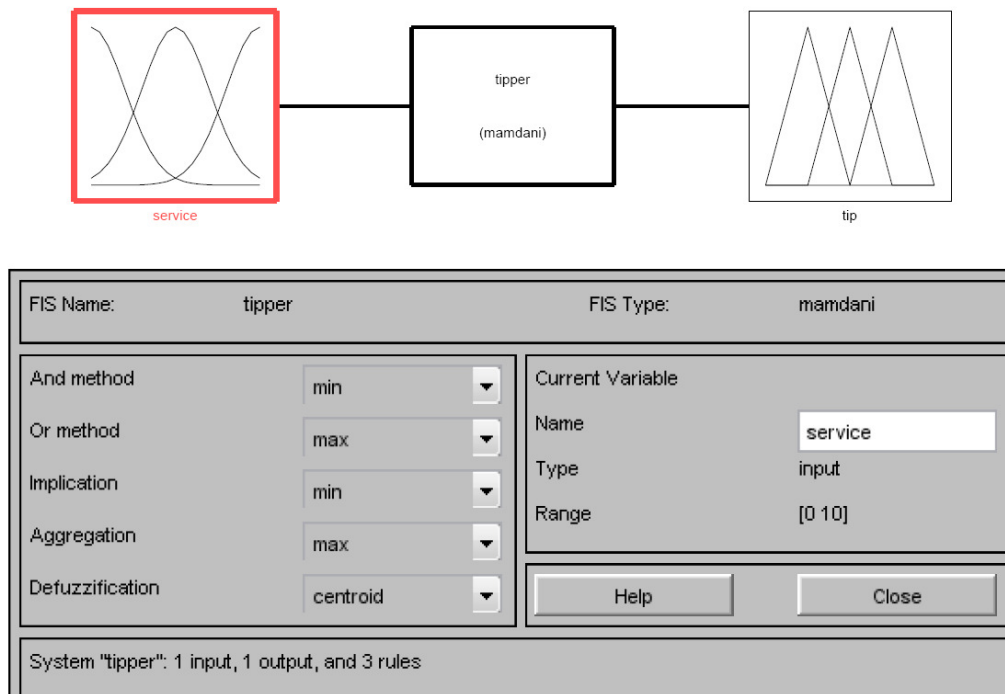 tipper
(mamdani)
service
tip
FIS Name: tipper FIS Type: mamdani
And method min
Or method max
Implication min
Aggregation max
Defuzzification centroid
Current Variable
Name service
Type input
Range [0 10]
Help Close
System "tipper": 1 input, 1 output, and 3 rules